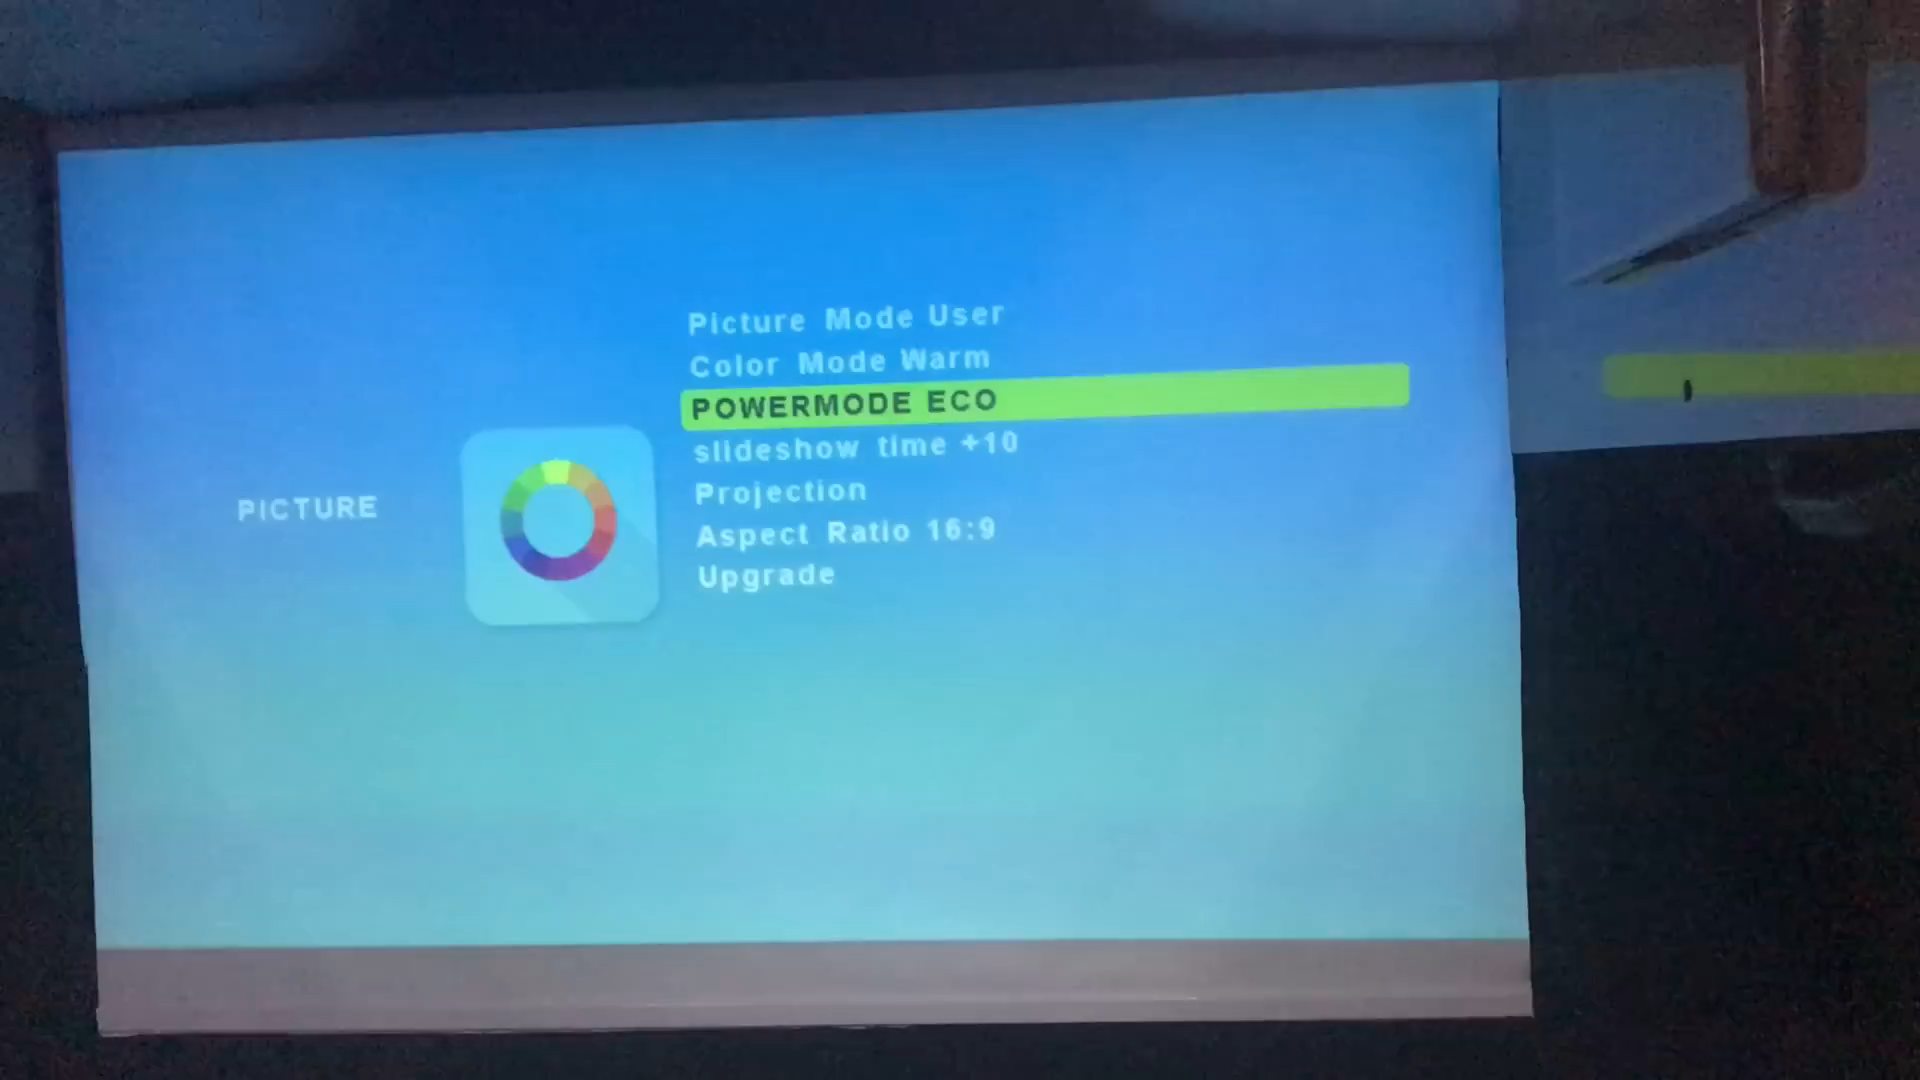 Picture Mode User
Color Mode Warm
POWERMODE ECO
slideshow time +10
Projection
Aspect Ratio 16:9
Upgrade
PICTURE